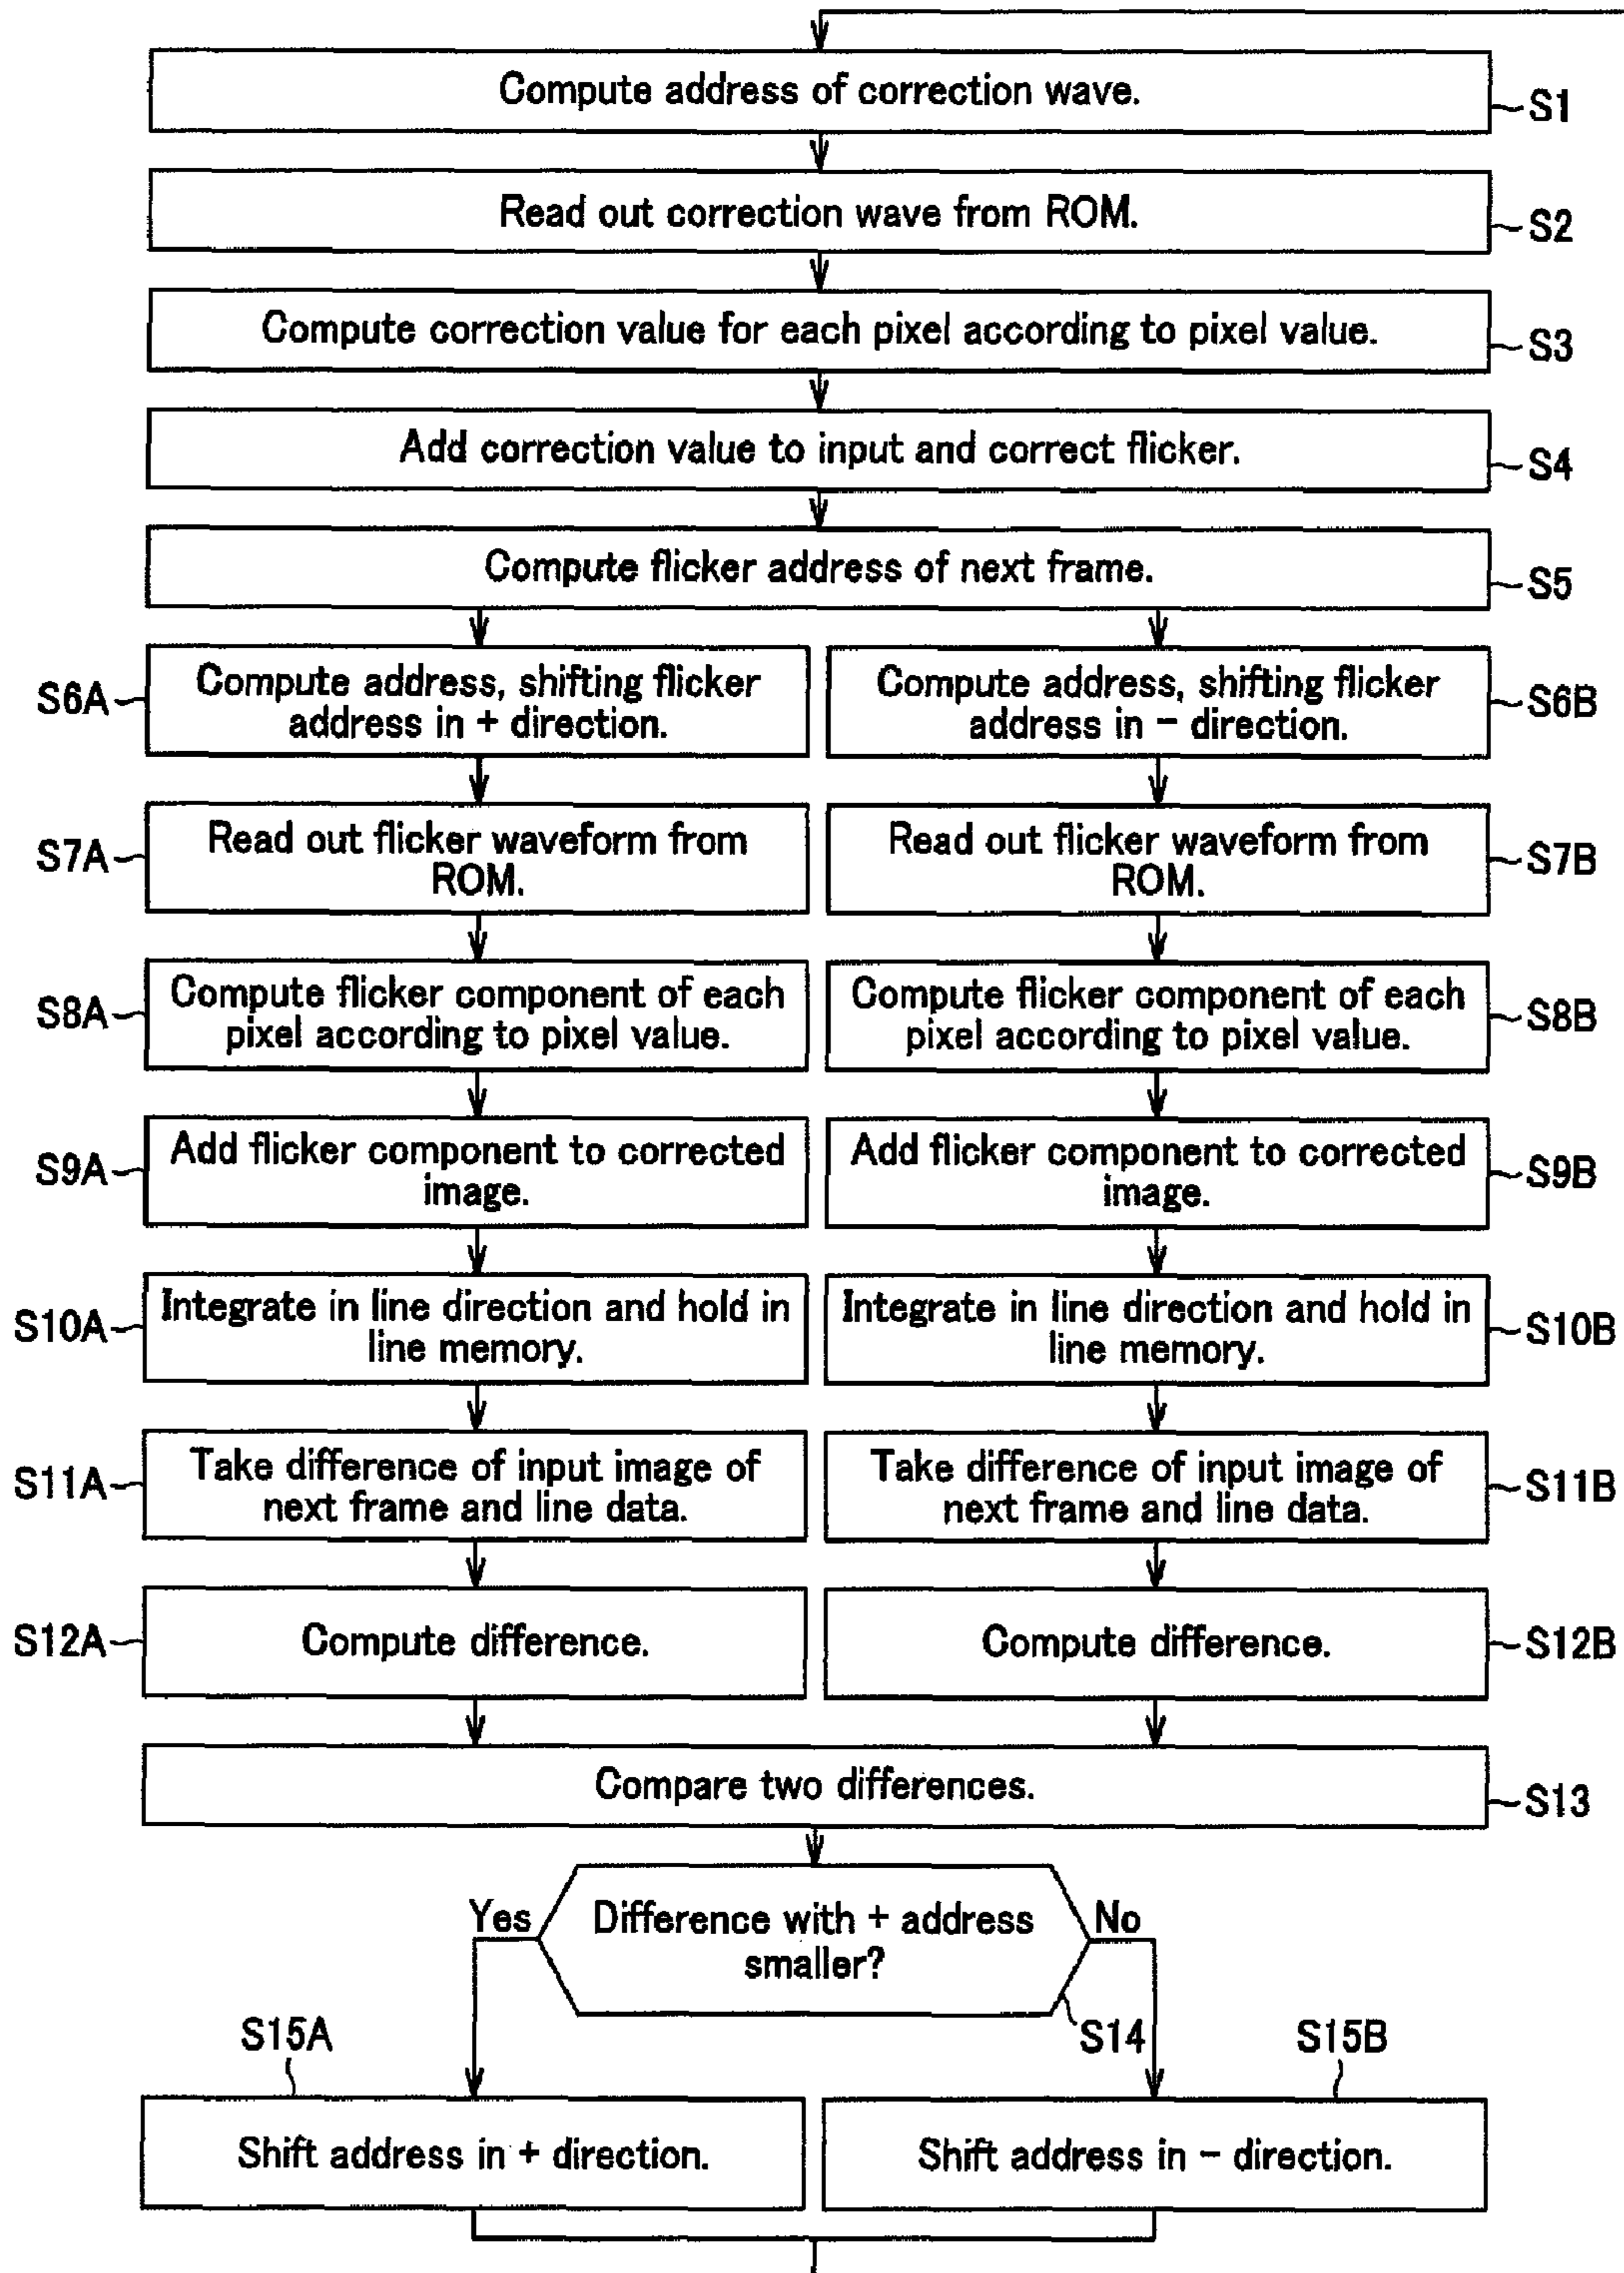 Compute address of correction wave.
S1
Read out correction wave from ROM.
S2
Compute correction value for each pixel according to pixel value.
S3
Add correction value to input and correct flicker.
S4
Compute flicker address of next frame.
S5
S6A
Compute address, shifting flicker
address in + direction.
Compute address, shifting flicker
address in - direction.
S6B
S7A
Read out flicker waveform from
ROM.
Read out flicker waveform from
ROM.
S7B
S8A
Compute flicker component of each
pixel according to pixel value.
Compute flicker component of each
pixel according to pixel value.
S8B
S9A
Add flicker component to corrected
image.
Add flicker component to corrected
image.
S9B
S10A
Integrate in line direction and hold in
line memory.
Integrate in line direction and hold in
line memory.
S10B
S11A
Take difference of input image of
next frame and line data.
Take difference of input image of
next frame and line data.
S11B
S12A
Compute difference.
Compute difference.
S12B
Compare two differences.
S13
Yes
Difference with + address
smaller?
No
S14
S15A
S15B
Shift address in + direction.
Shift address in - direction.